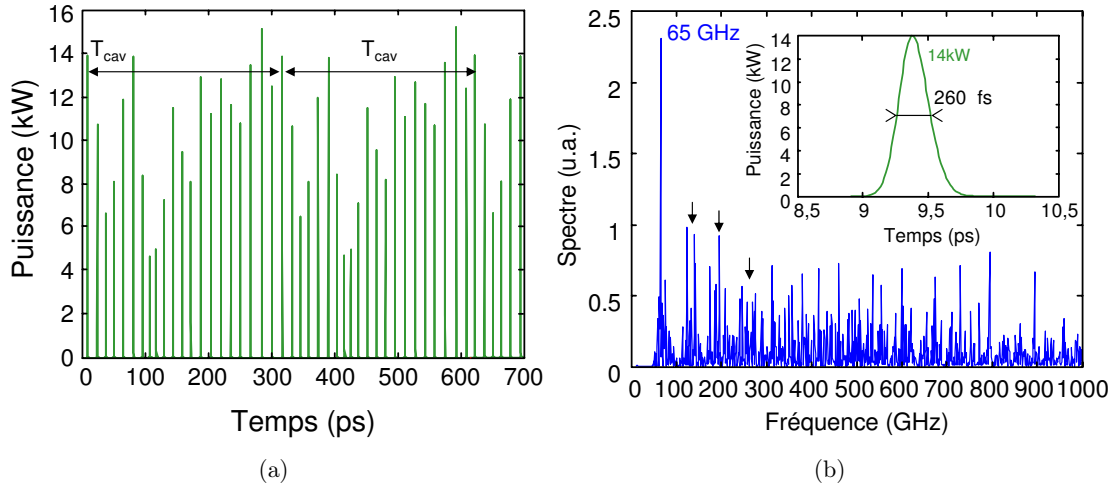 16
14
12
10
8
6
4
2
0
Puissance (kW)
T_cav
T_cav
0 100 200 300 400 500 600 700
Temps (ps)
(a)
2.5
2
1.5
1
0.5
0
Spectre (u.a.)
65 GHz
14
12
10
8
6
4
2
0
Puissance (kW)
14kW
260 fs
8,5 9 9,5 10 10,5
Temps (ps)
100 200 300 400 500 600 700 800 900 1000
Fréquence (GHz)
(b)